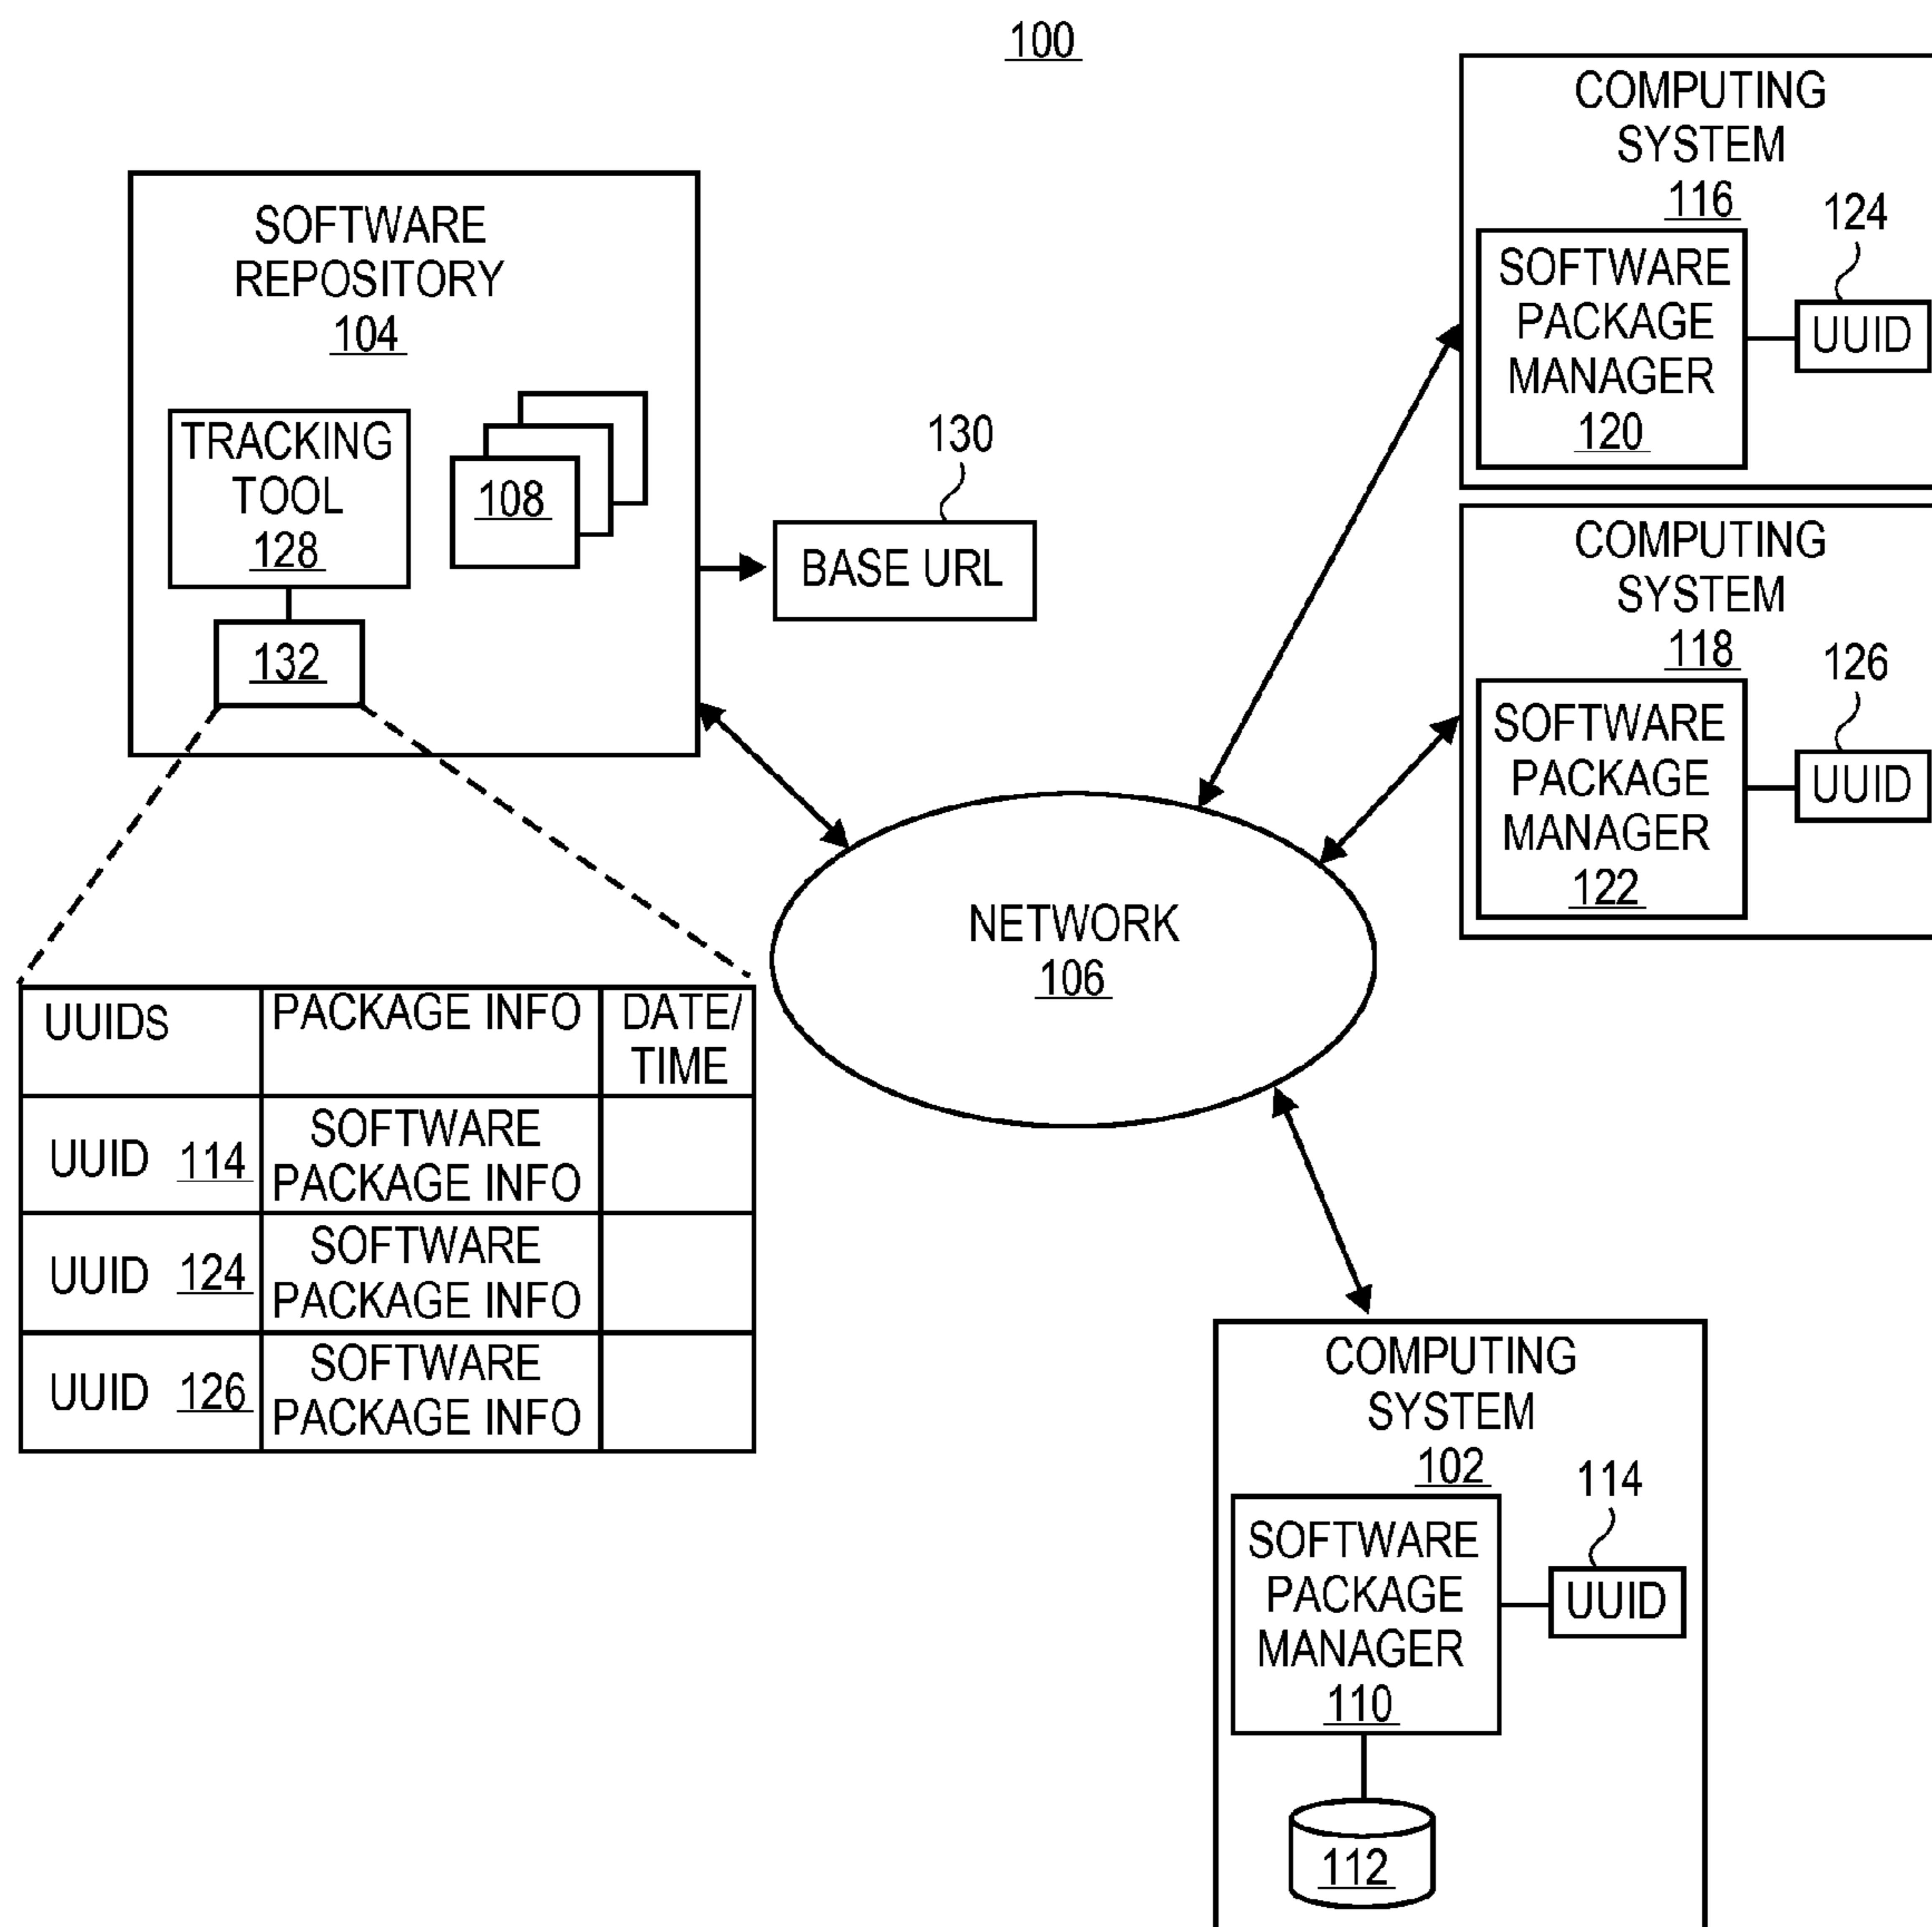 100
SOFTWARE
REPOSITORY
104
TRACKING
TOOL
128
108
132
130
BASE URL
COMPUTING
SYSTEM
116
124
SOFTWARE
PACKAGE
MANAGER
120
UUID
COMPUTING
SYSTEM
118
126
SOFTWARE
PACKAGE
MANAGER
122
UUID
NETWORK
106
UUIDS PACKAGE INFO DATE/
TIME
UUID 114 SOFTWARE
PACKAGE INFO
UUID 124 SOFTWARE
PACKAGE INFO
UUID 126 SOFTWARE
PACKAGE INFO
COMPUTING
SYSTEM
102
114
SOFTWARE
PACKAGE
MANAGER
110
UUID
112